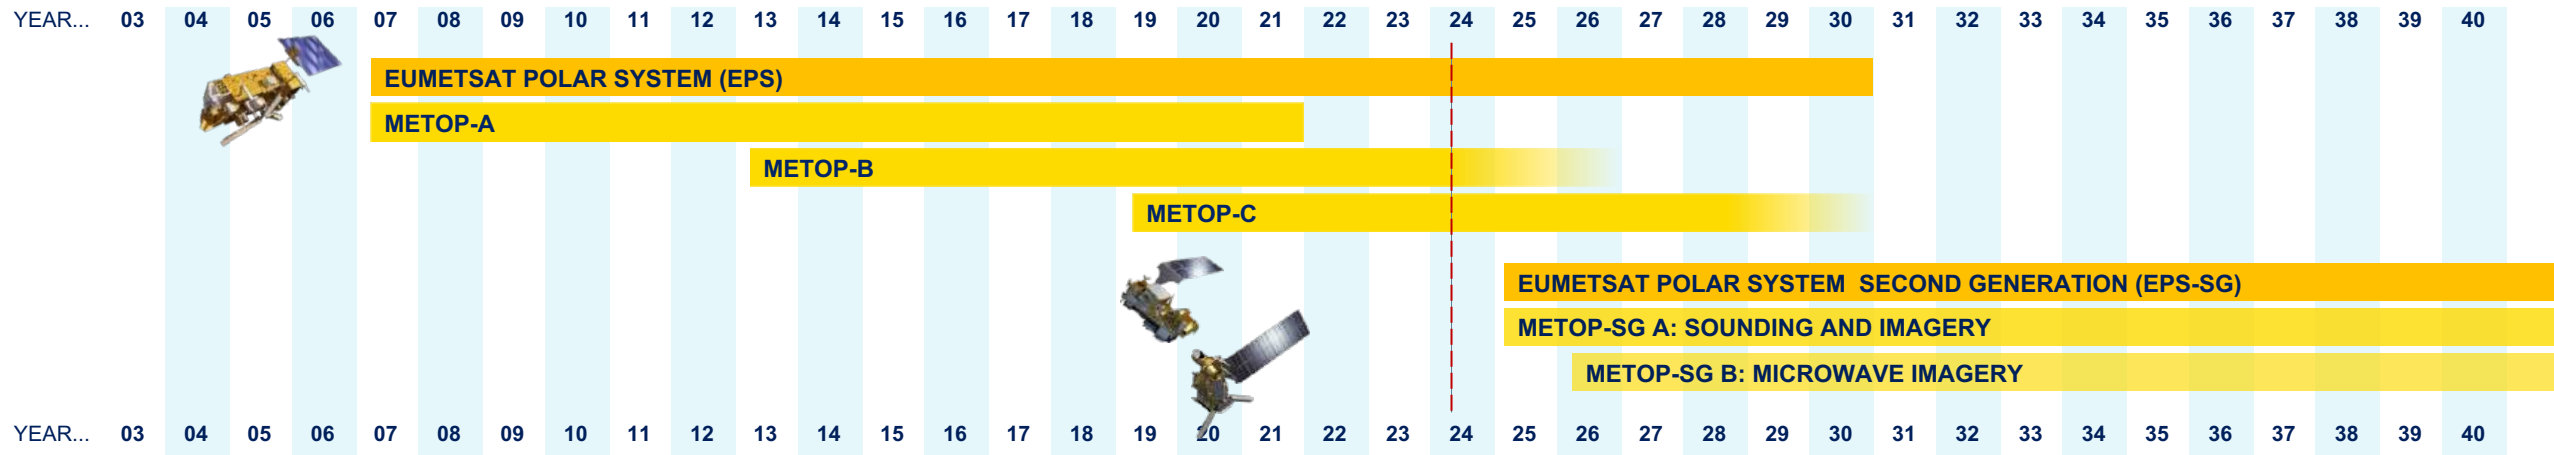 YEAR... 03 04 05 06 07 08 09 10 11 12 13 14 15 16 17 18 19 20 21 22 23 24 25 26 27 28 29 30 31 32 33 34 35 36 37 38 39 40
EUMETSAT POLAR SYSTEM (EPS)
METOP-A
METOP-B
METOP-C
EUMETSAT POLAR SYSTEM SECOND GENERATION (EPS-SG)
METOP-SG A: SOUNDING AND IMAGERY
METOP-SG B: MICROWAVE IMAGERY
YEAR... 03 04 05 06 07 08 09 10 11 12 13 14 15 16 17 18 19 20 21 22 23 24 25 26 27 28 29 30 31 32 33 34 35 36 37 38 39 40